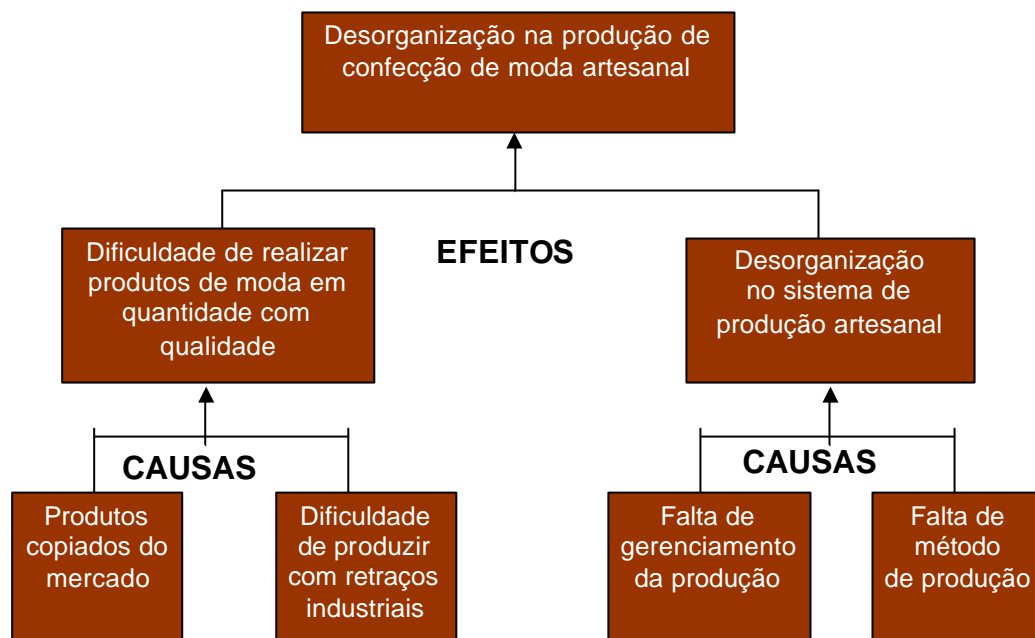 Desorganização na produção de
confecção de moda artesanal
EFEITOS
Dificuldade de realizar
produtos de moda em
quantidade com
qualidade
Desorganização
no sistema de
produção artesanal
CAUSAS
CAUSAS
Produtos
copiados do
mercado
Dificuldade
de produzir
com retraços
industriais
Falta de
gerenciamento
da produção
Falta de
método
de produção